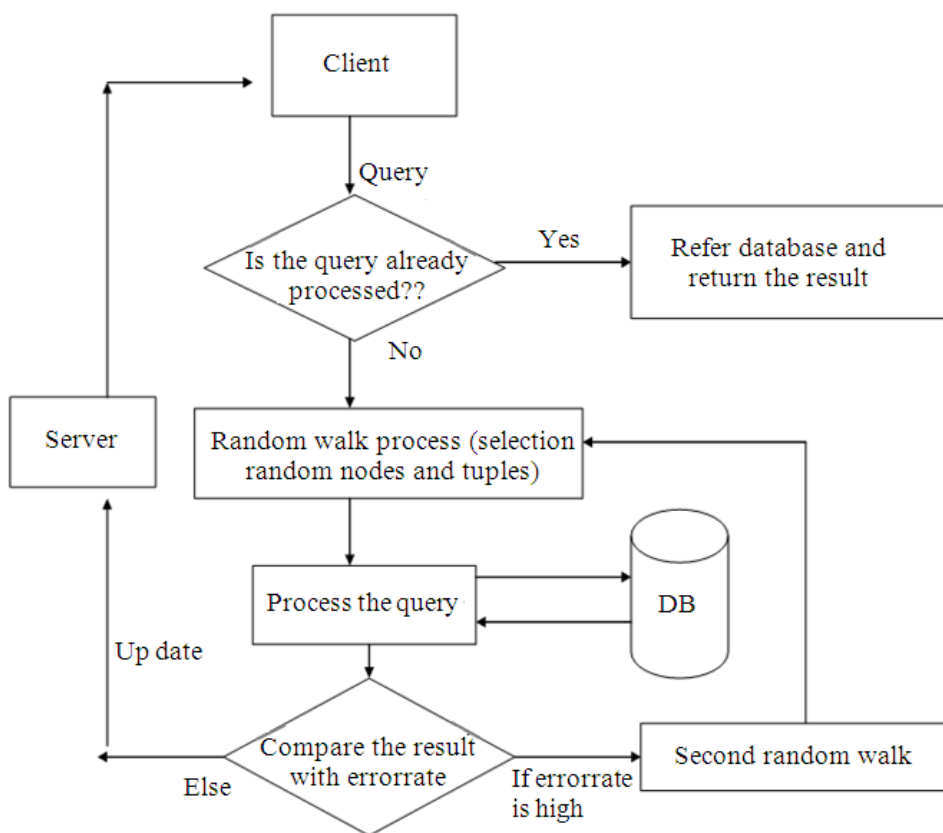 Client
Query
Is the query already
processed??
Yes
Refer database and
return the result
No
Server
Random walk process (selection
random nodes and tuples)
Process the query
DB
Up date
Compare the result
with errorrate
Else
If errorrate
is high
Second random walk